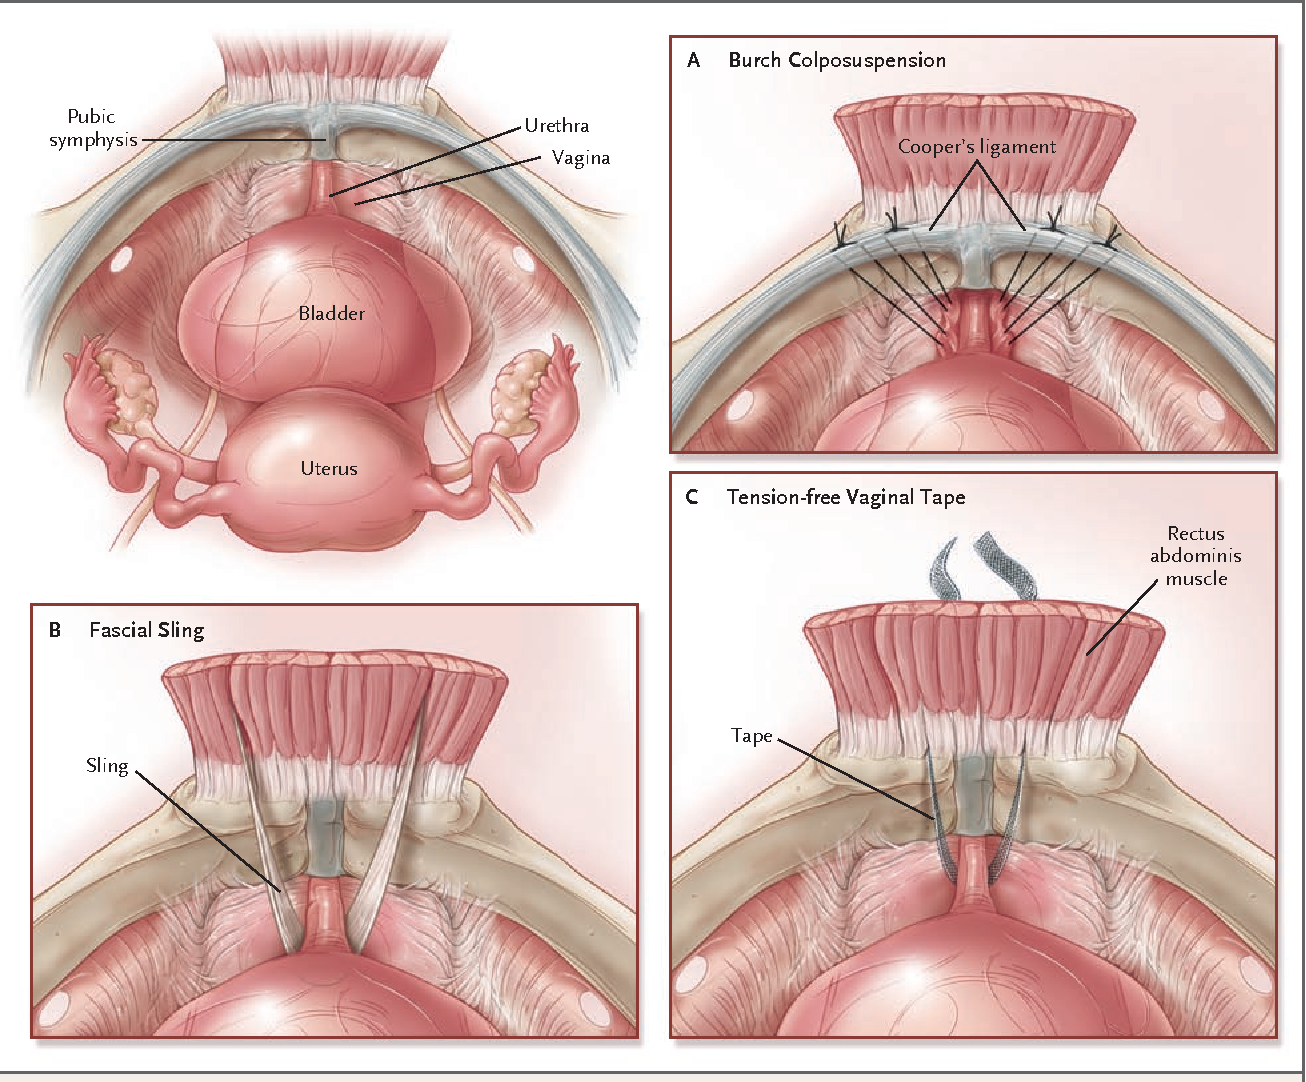 Pubic
symphysis
Urethra
Vagina
Bladder
Uterus
A Burch Colposuspension
Cooper's ligament
B Fascial Sling
Sling
C Tension-free Vaginal Tape
Rectus
abdominis
muscle
Tape